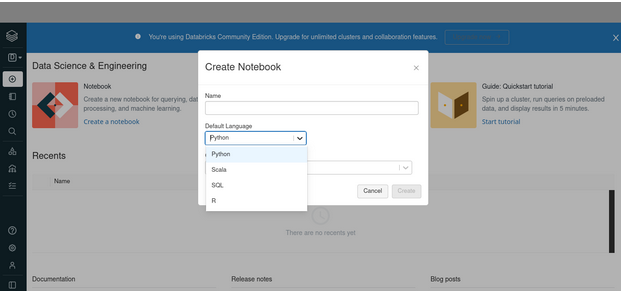 You're using Databricks Community Edition. Upgrade for unlimited clusters and collaboration features.
X
Data Science & Engineering
Create Notebook
×
Notebook
Create a new notebook for querying, dat
processing, and machine learning.
Create a notebook
Name
Default Language
Python
Python
Scala
SQL
R
Cancel
Create
Guide: Quickstart tutorial
Spin up a cluster, run queries on preloaded
data, and display results in 5 minutes.
Start tutorial
Recents
Name
There are no recents yet
Documentation
Release notes
Blog posts